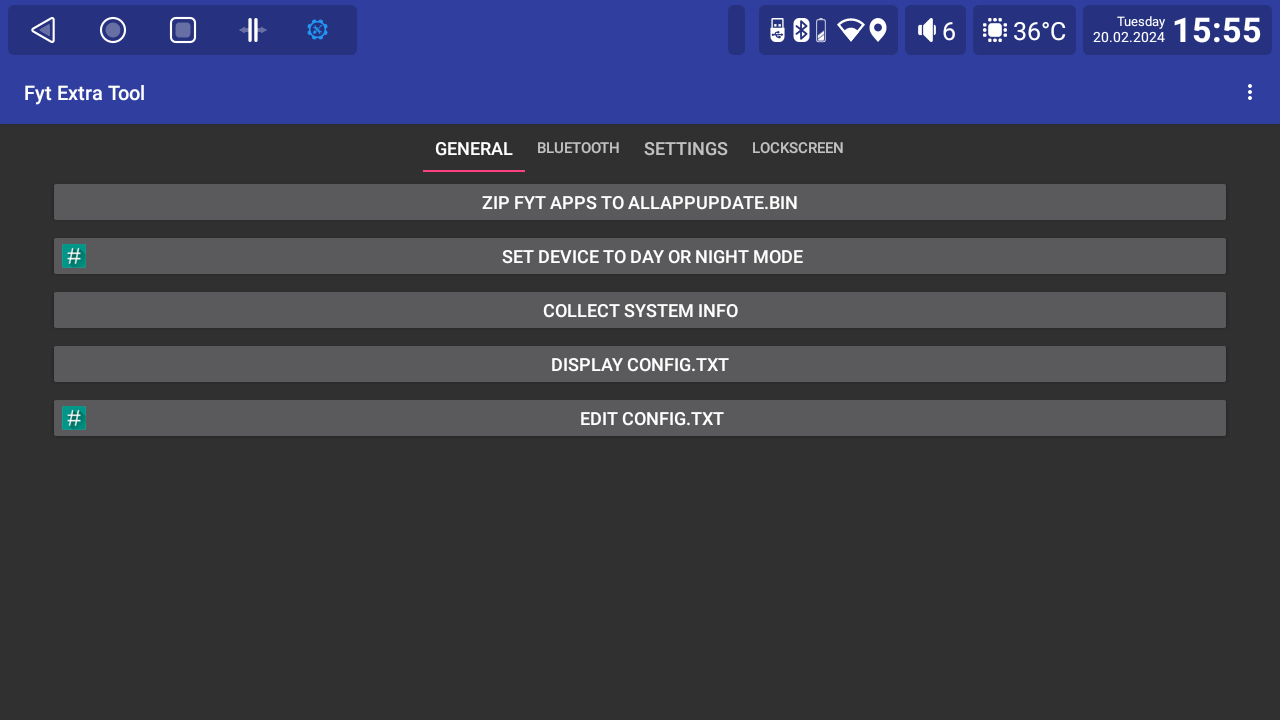 6
36°C
Tuesday
20.02.2024
15:55
Fyt Extra Tool
GENERAL BLUETOOTH SETTINGS LOCKSCREEN
ZIP FYT APPS TO ALLAPPUPDATE.BIN
# SET DEVICE TO DAY OR NIGHT MODE
COLLECT SYSTEM INFO
DISPLAY CONFIG.TXT
# EDIT CONFIG.TXT